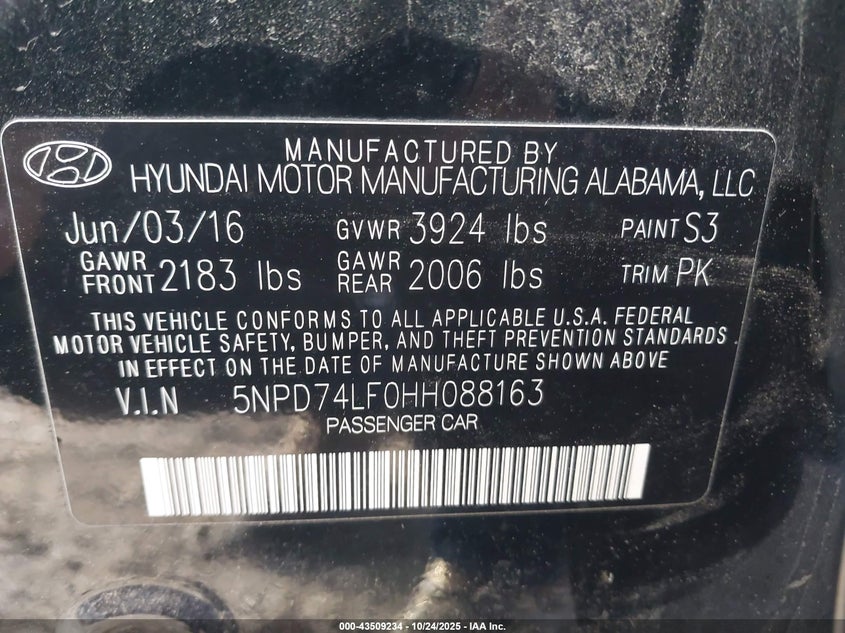 MANUFACTURED BY
HYUNDAI MOTOR MANUFACTURING ALABAMA, LLC
Jun/03/16 GVWR 3924 lbs PAINT S3
GAWR FRONT 2183 lbs GAWR REAR 2006 lbs TRIM PK
THIS VEHICLE CONFORMS TO ALL APPLICABLE U.S.A. FEDERAL
MOTOR VEHICLE SAFETY, BUMPER, AND THEFT PREVENTION STANDARDS
IN EFFECT ON THE DATE OF MANUFACTURE SHOWN ABOVE
V.I.N 5NPD74LF0HH088163
PASSENGER CAR
000-43509234 - 10/24/2025 - IAA Inc.